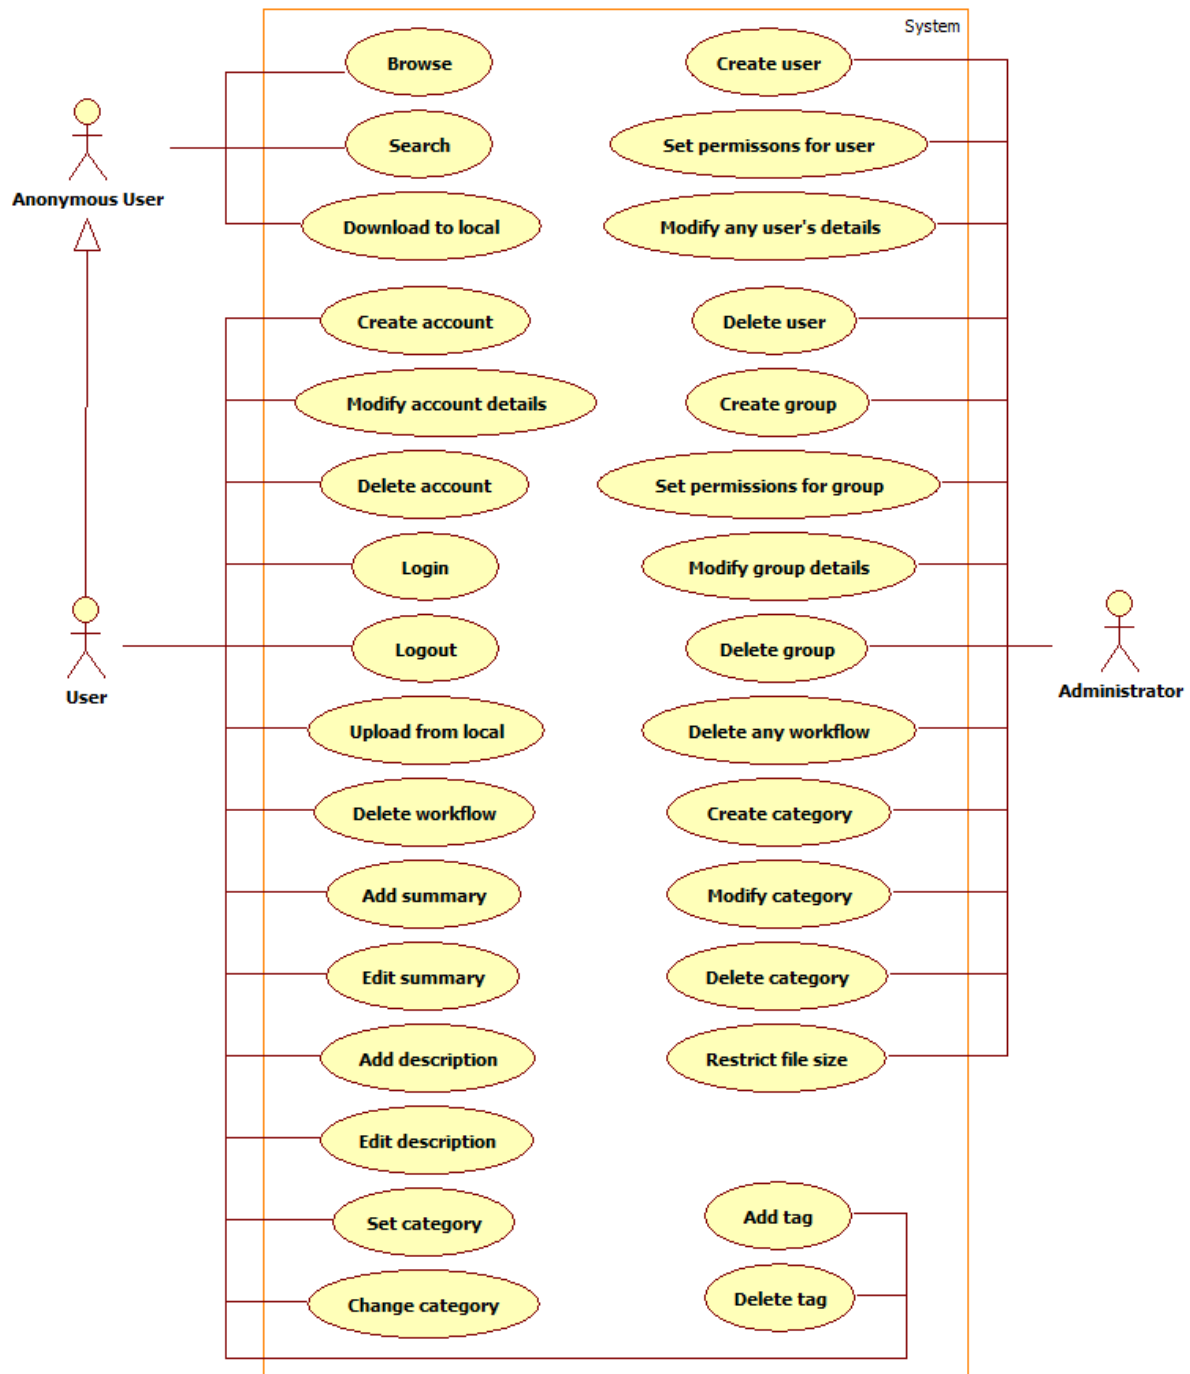 System
Browse
Create user
Search
Set permissons for user
Anonymous User
Download to local
Modify any user's details
Create account
Delete user
Modify account details
Create group
Delete account
Set permissions for group
Login
Modify group details
Logout
Delete group
User
Administrator
Upload from local
Delete any workflow
Delete workflow
Create category
Add summary
Modify category
Edit summary
Delete category
Add description
Restrict file size
Edit description
Set category
Add tag
Change category
Delete tag